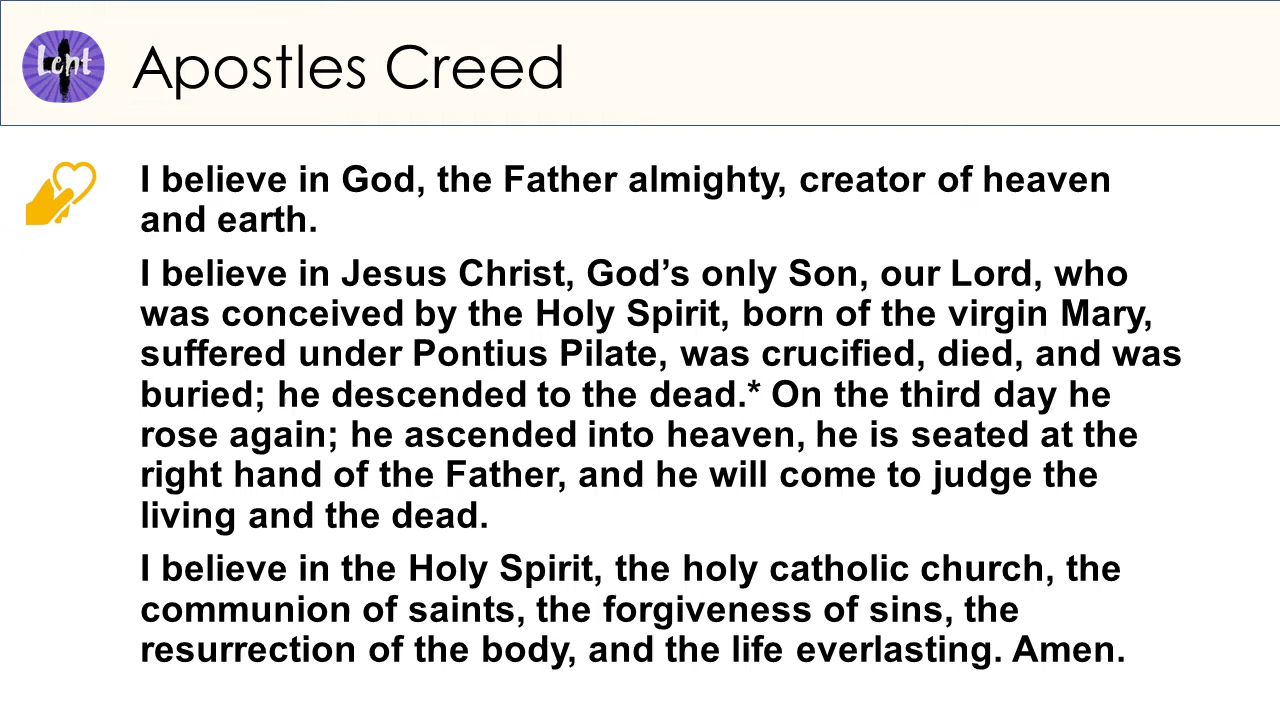 Lent
Apostles Creed
I believe in God, the Father almighty, creator of heaven
and earth.
I believe in Jesus Christ, God’s only Son, our Lord, who
was conceived by the Holy Spirit, born of the virgin Mary,
suffered under Pontius Pilate, was crucified, died, and was
buried; he descended to the dead.* On the third day he
rose again; he ascended into heaven, he is seated at the
right hand of the Father, and he will come to judge the
living and the dead.
I believe in the Holy Spirit, the holy catholic church, the
communion of saints, the forgiveness of sins, the
resurrection of the body, and the life everlasting. Amen.